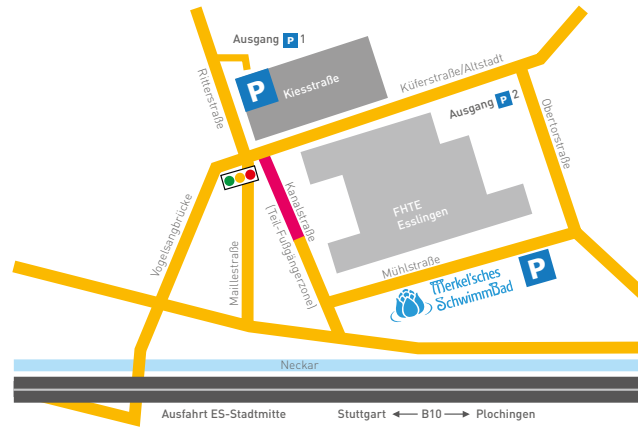 Ausgang P 1
Ritterstraße
P
Kiesstraße
Küferstraße/Altstadt
Ausgang P 2
Obertorstraße
Kanalstraße
(Teil-Fußgängerzone)
FHTE
Esslingen
Vogelsangbrücke
Maillestraße
Mühlstraße
P
Merkel'sches
SchwimmBad
Neckar
Ausfahrt ES-Stadtmitte
Stuttgart B10 Plochingen